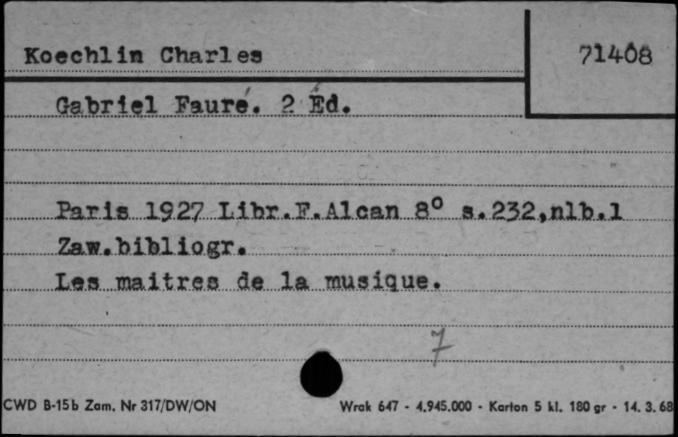 Koechlin Charles
71408
Gabriel Fauré. 2 Éd.
Paris 1927 Libr.F.Alcan 8° s.232,nlb.1
Zaw.bibliogr.
Les maitres de la musique.
7
CWD B-15b Zam. Nr 317/DW/ON
Wrak 647 - 4.945.000 - Karton 5 kl. 180 gr - 14. 3. 68